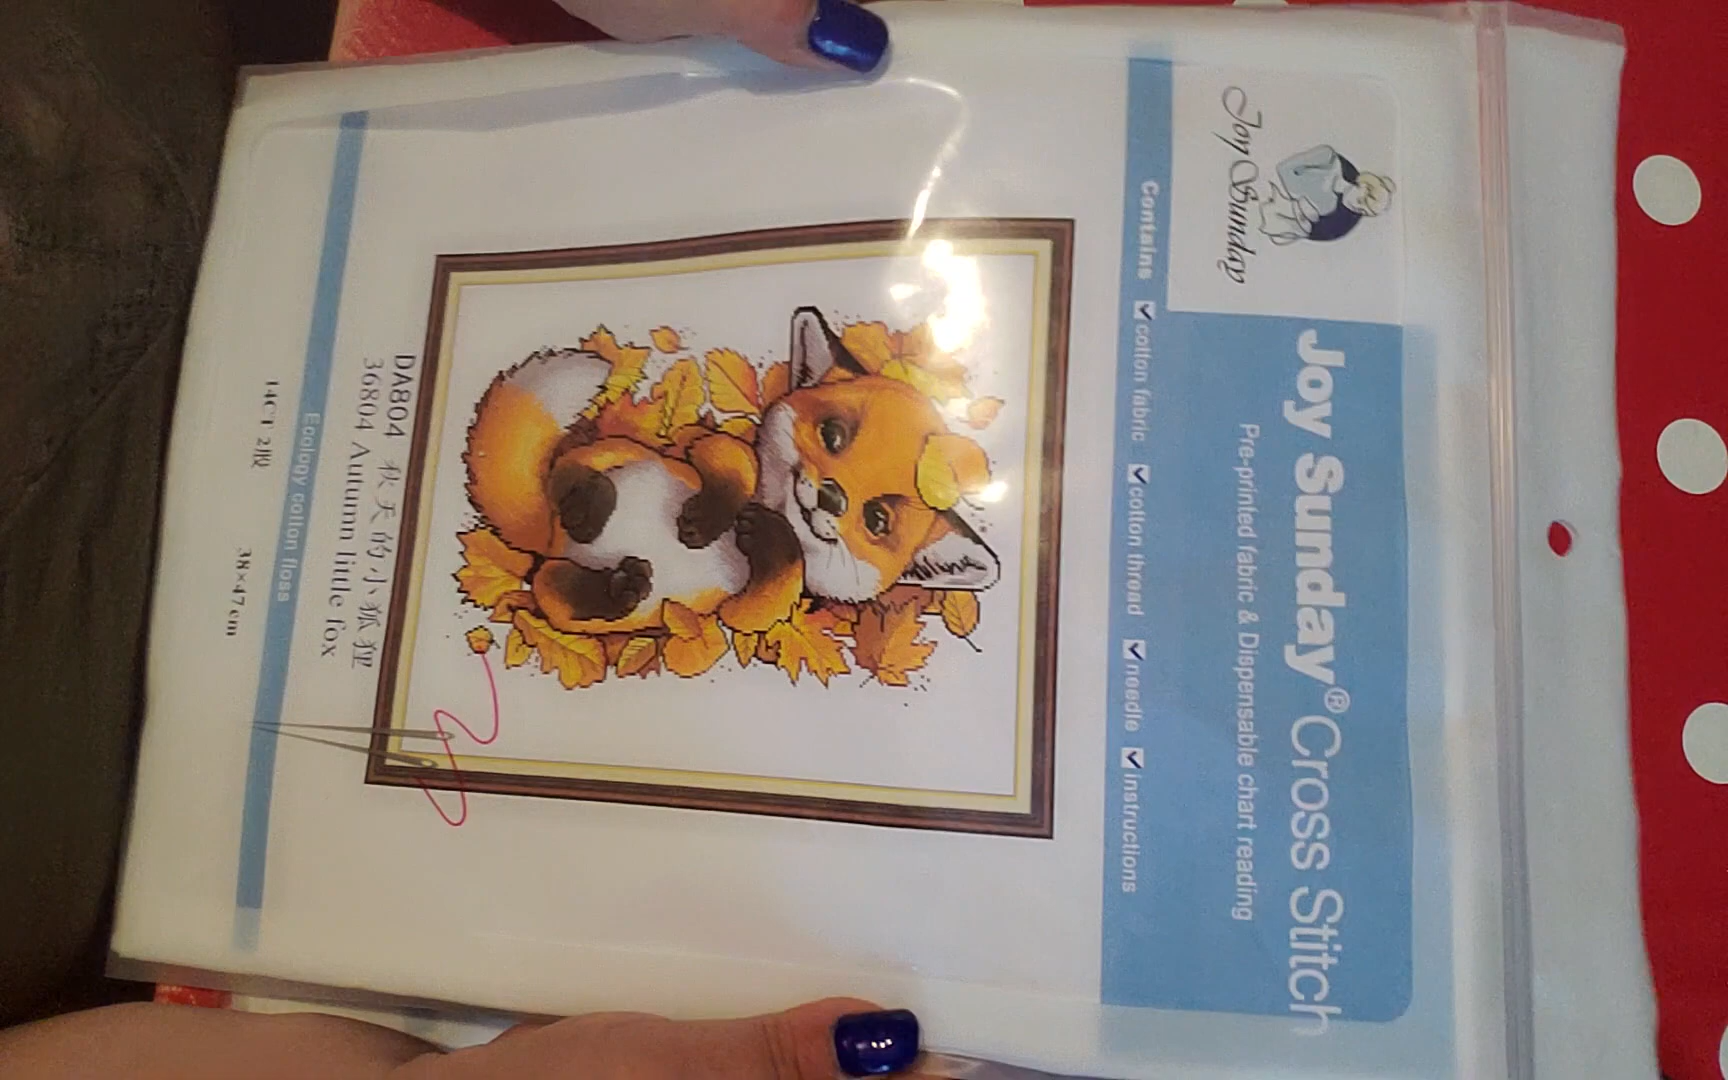 Joy Sunday
Joy Sunday® Cross Stitch
Pre-printed fabric & Dispensable chart reading
Contains cotton fabric cotton thread needle instructions
DA804 秋天的小狐狸
36804 Autumn little fox
Ecology cotton floss
14CT 2股 38×47cm